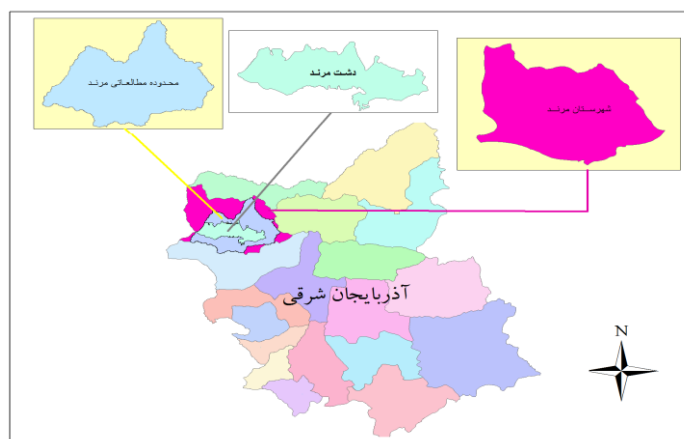 محدوده مطالعاتی مرند
دشت مرند
شهرستان مرند
آذربایجان شرقی
N